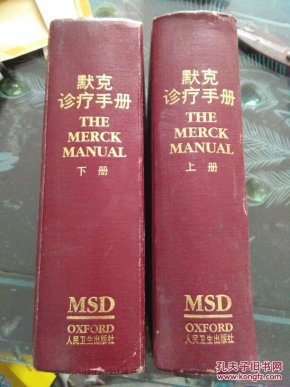 默克
诊疗手册
THE
MERCK
MANUAL
下册
MSD
OXFORD
人民卫生出版社
默克
诊疗手册
THE
MERCK
MANUAL
上册
MSD
OXFORD
人民卫生出版社
孔夫子旧书网